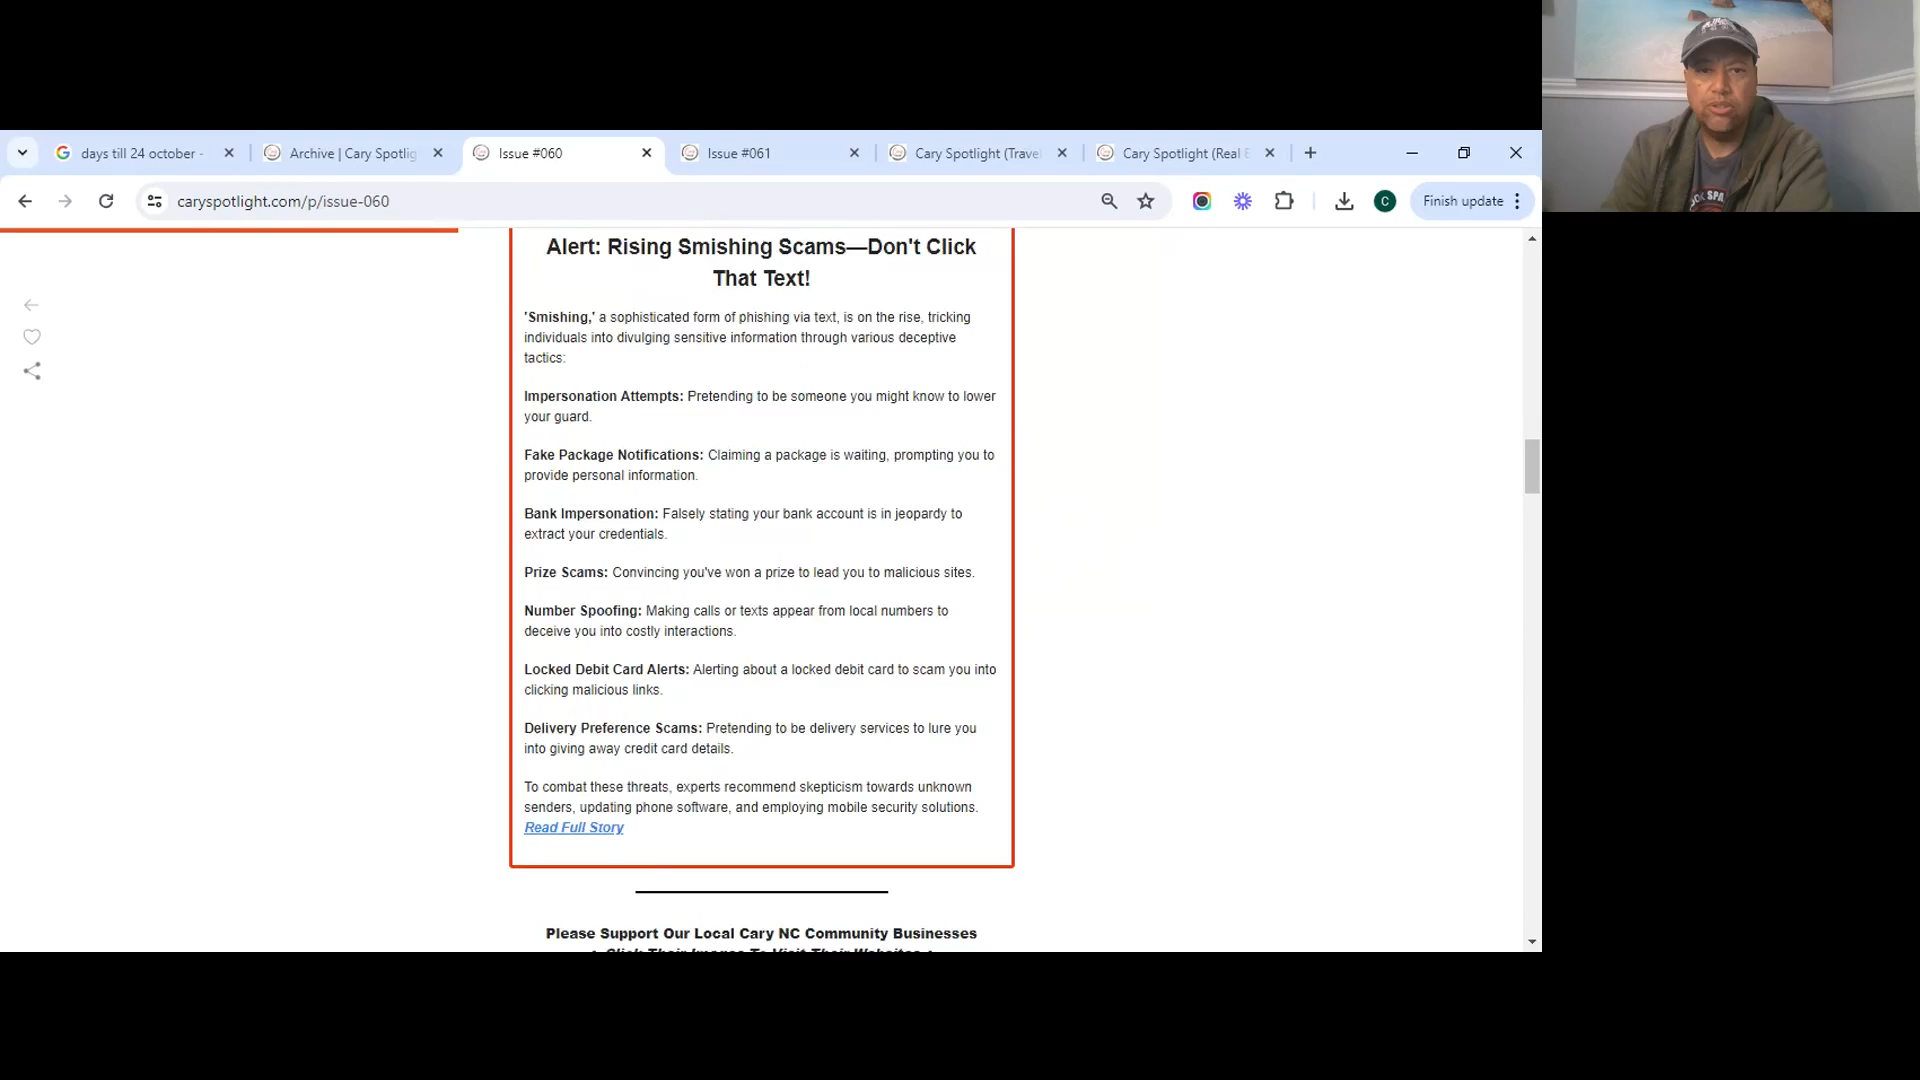 days till 24 october -
Archive | Cary Spotlig
Issue #060
Issue #061
Cary Spotlight (Trave
Cary Spotlight (Real E
caryspotlight.com/p/issue-060
C
Finish update
Alert: Rising Smishing Scams—Don't Click
That Text!
'Smishing,' a sophisticated form of phishing via text, is on the rise, tricking
individuals into divulging sensitive information through various deceptive
tactics:
Impersonation Attempts: Pretending to be someone you might know to lower
your guard.
Fake Package Notifications: Claiming a package is waiting, prompting you to
provide personal information.
Bank Impersonation: Falsely stating your bank account is in jeopardy to
extract your credentials.
Prize Scams: Convincing you've won a prize to lead you to malicious sites.
Number Spoofing: Making calls or texts appear from local numbers to
deceive you into costly interactions.
Locked Debit Card Alerts: Alerting about a locked debit card to scam you into
clicking malicious links.
Delivery Preference Scams: Pretending to be delivery services to lure you
into giving away credit card details.
To combat these threats, experts recommend skepticism towards unknown
senders, updating phone software, and employing mobile security solutions.
Read Full Story
Please Support Our Local Cary NC Community Businesses
Click Their Images To Visit Their Websites